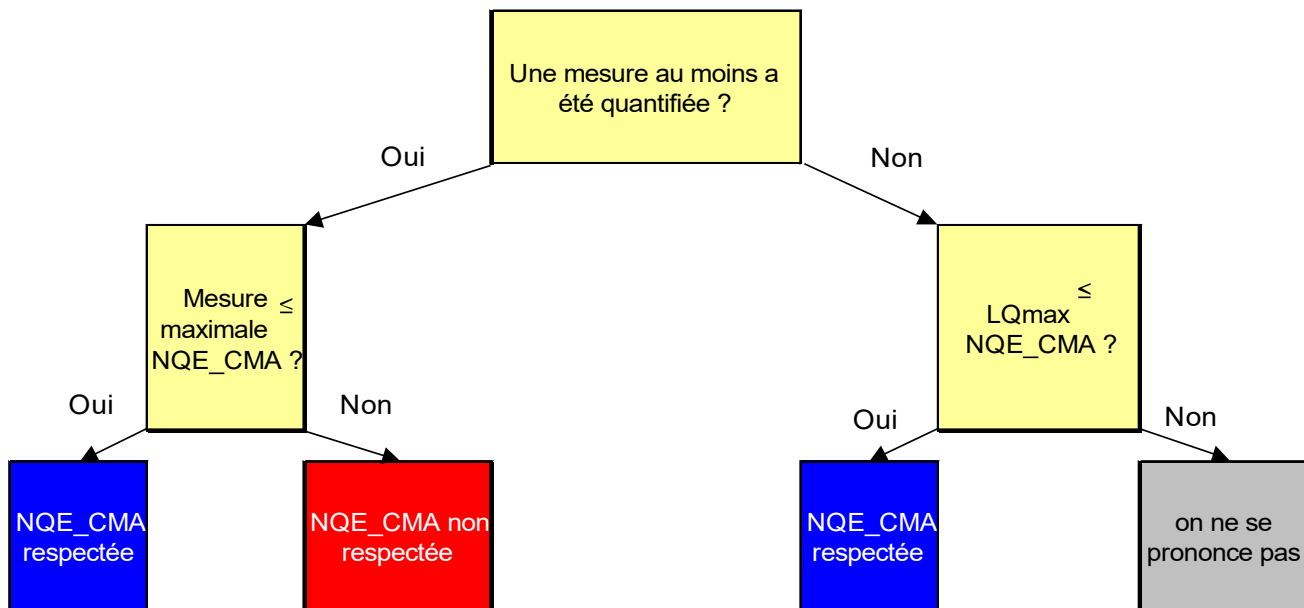 Une mesure au moins a
été quantifiée ?
Oui
Non
Mesure ≤
maximale
NQE_CMA ?
≤
LQmax
NQE_CMA ?
Oui
Non
Oui
Non
NQE_CMA
respectée
NQE_CMA non
respectée
NQE_CMA
respectée
on ne se
prononce pas